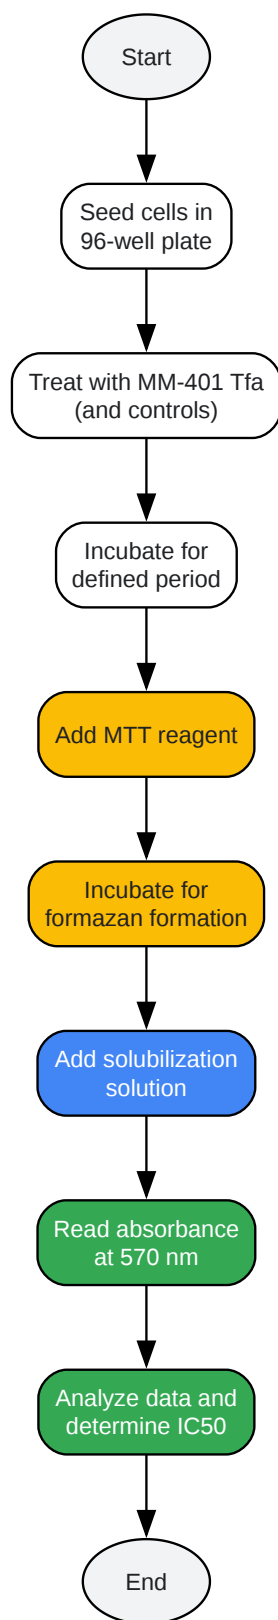 Start
Seed cells in
96-well plate
Treat with MM-401 Tfa
(and controls)
Incubate for
defined period
Add MTT reagent
Incubate for
formazan formation
Add solubilization
solution
Read absorbance
at 570 nm
Analyze data and
determine IC50
End